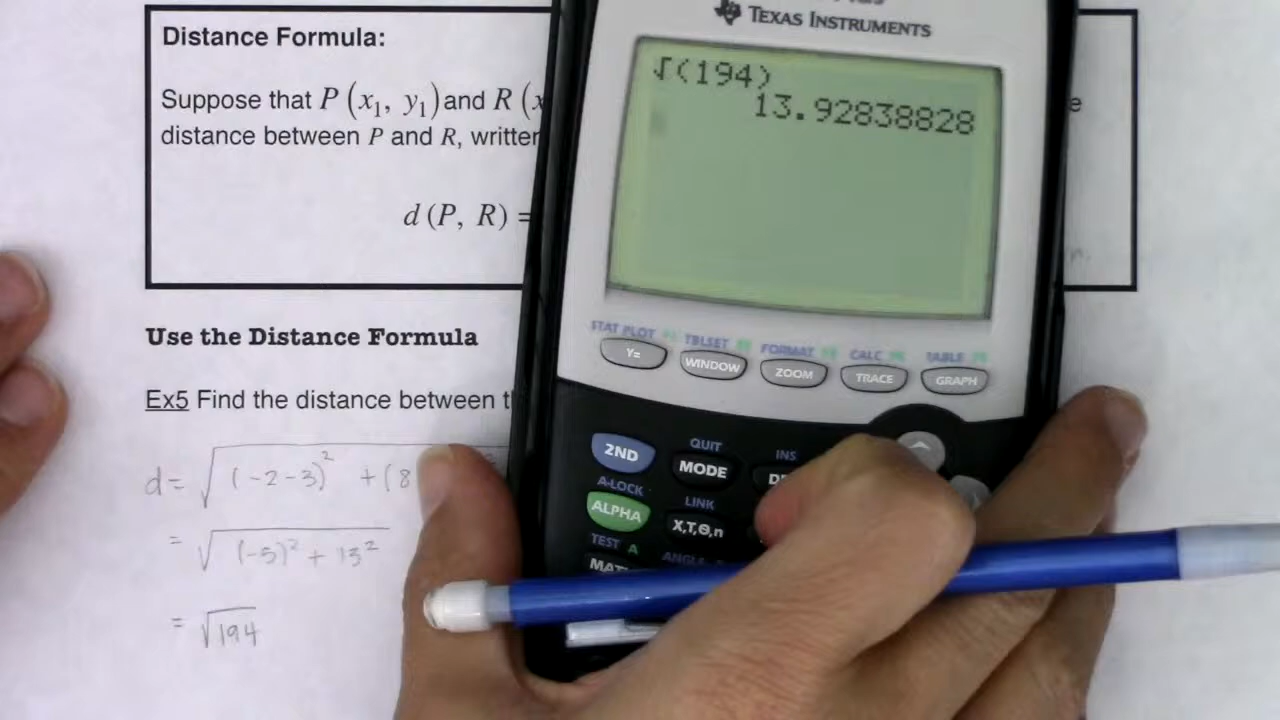 Distance Formula:
Suppose that P (x₁, y₁) and R (x
e
distance between P and R, written
d (P, R) =
n.
Use the Distance Formula
Ex5 Find the distance between t
d = √(-2-3)² + (8
= √(-5)² + 13²
= √194
TEXAS INSTRUMENTS
√(194)
13.92838828
STAT PLOT TBLSET FORMAT CALC TABLE
Y= WINDOW ZOOM TRACE GRAPH
QUIT INS
2ND MODE
A-LOCK LINK
ALPHA X,T,Θ,n
TEST A ANGLE